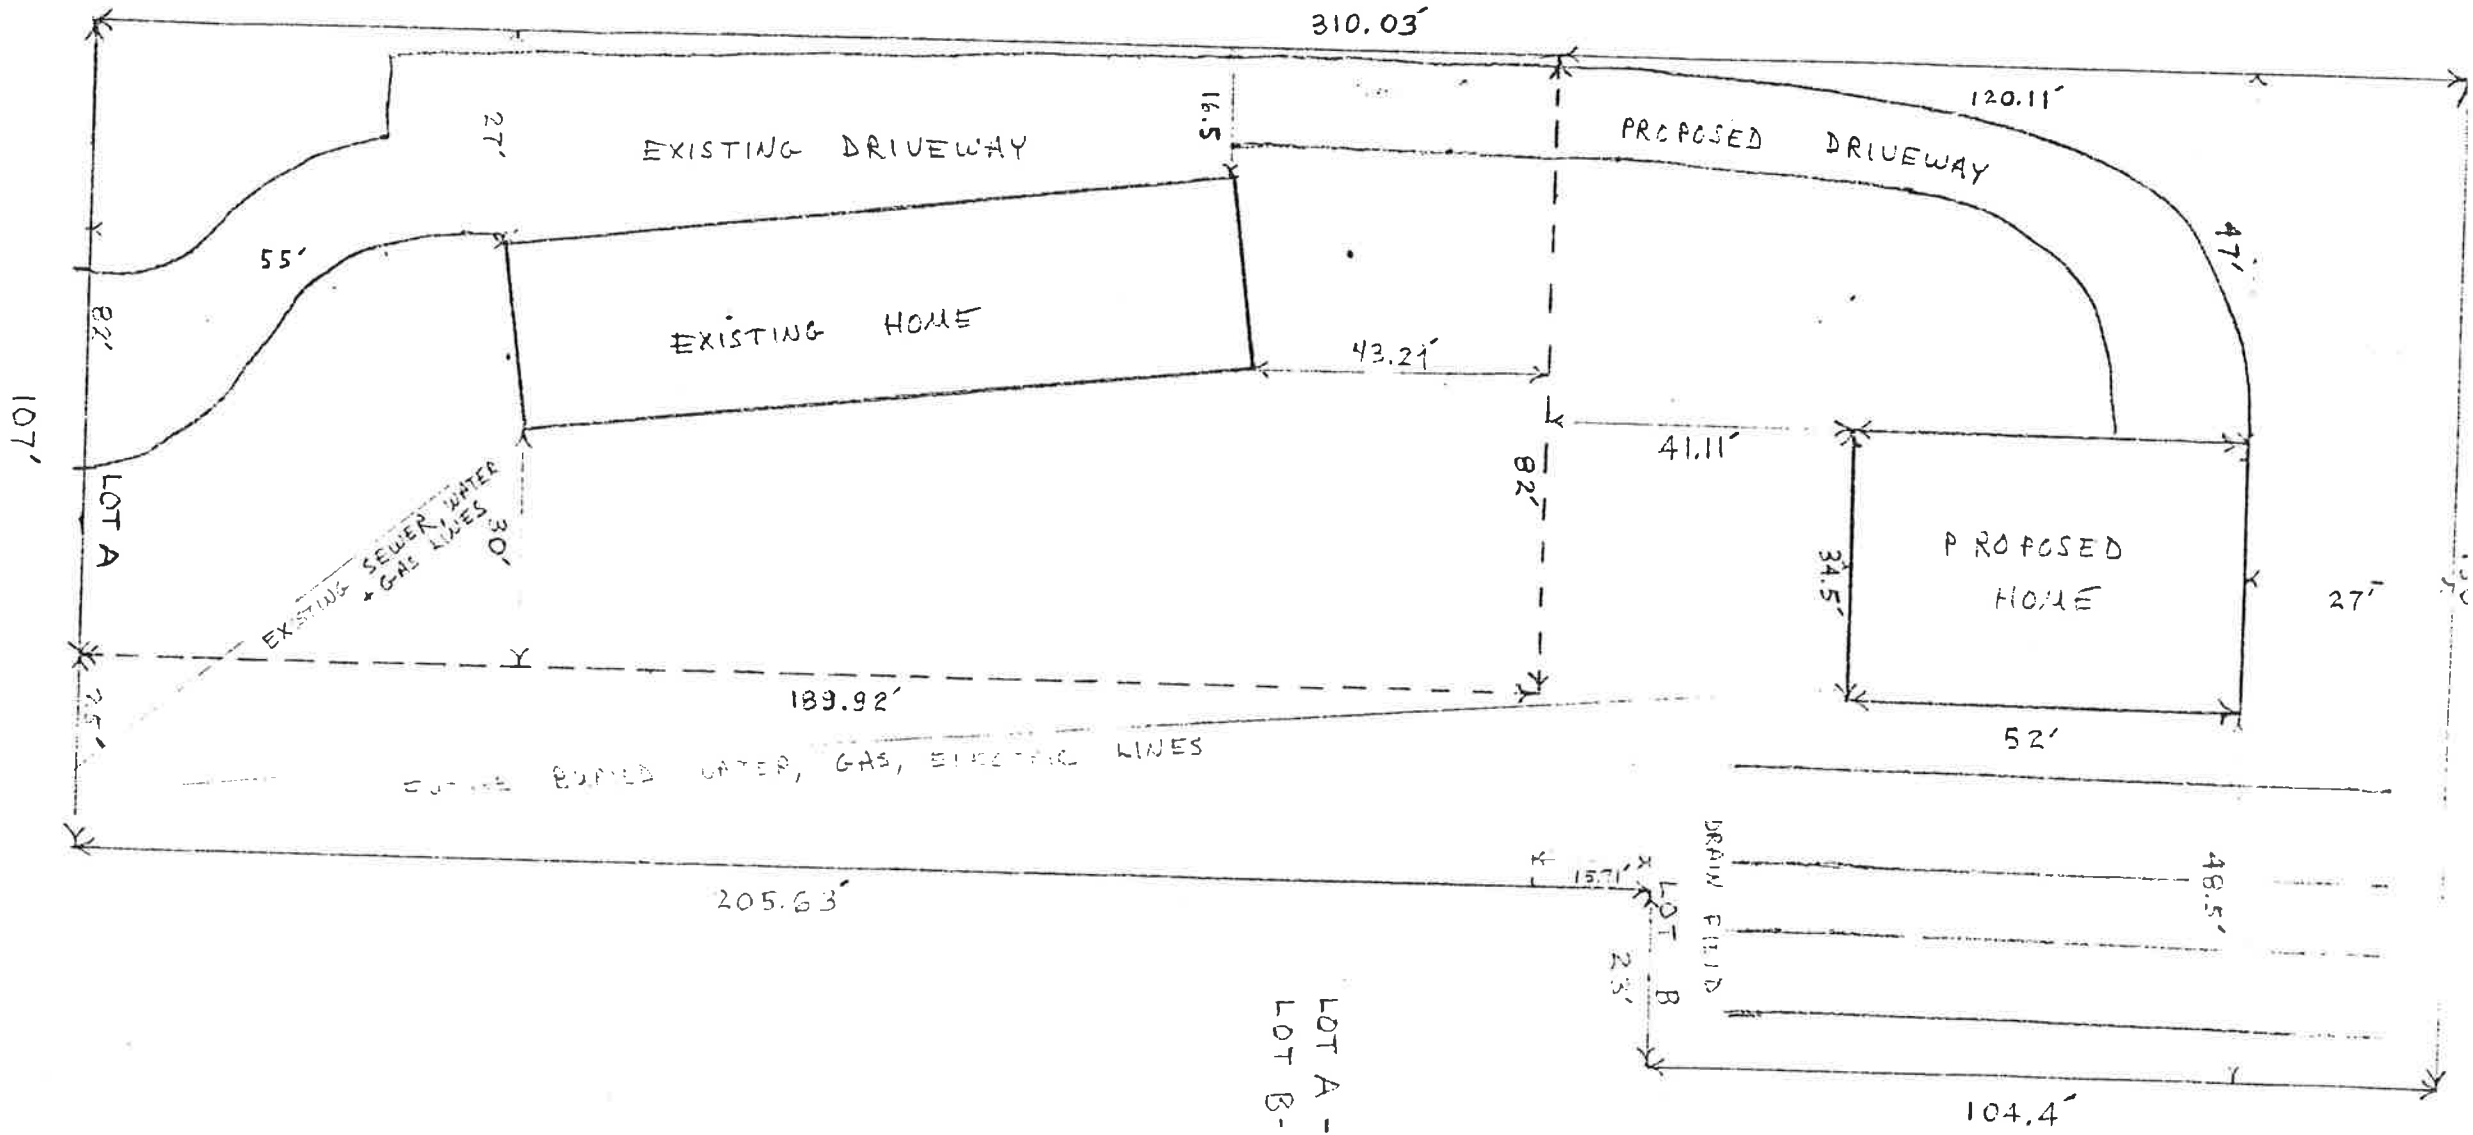 310.03'
120.11'
27'
EXISTING DRIVEWAY
16.5
PROPOSED DRIVEWAY
47'
55'
82'
107'
LOT A
EXISTING HOME
43.21'
41.11'
82'
EXISTING SEWER, WATER
+ GAS LINES
30'
34.5'
PROPOSED
HOME
27'
52'
25'
189.92'
BURIED WATER, GAS, ELECTRIC LINES
205.63'
15.71'
LOT B
DRAIN FIELD
48.5'
23'
104.4'
LOT A -
LOT B-